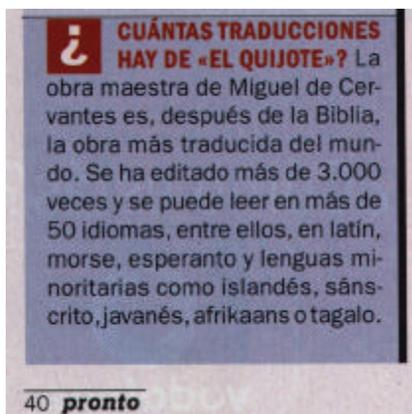 ¿ CUÁNTAS TRADUCCIONES
HAY DE «EL QUIJOTE»? La
obra maestra de Miguel de Cer-
vantes es, después de la Biblia,
la obra más traducida del mun-
do. Se ha editado más de 3.000
veces y se puede leer en más de
50 idiomas, entre ellos, en latín,
morse, esperanto y lenguas mi-
noritarias como islandés, sáns-
crito, javanés, afrikaans o tagalo.
40 pronto